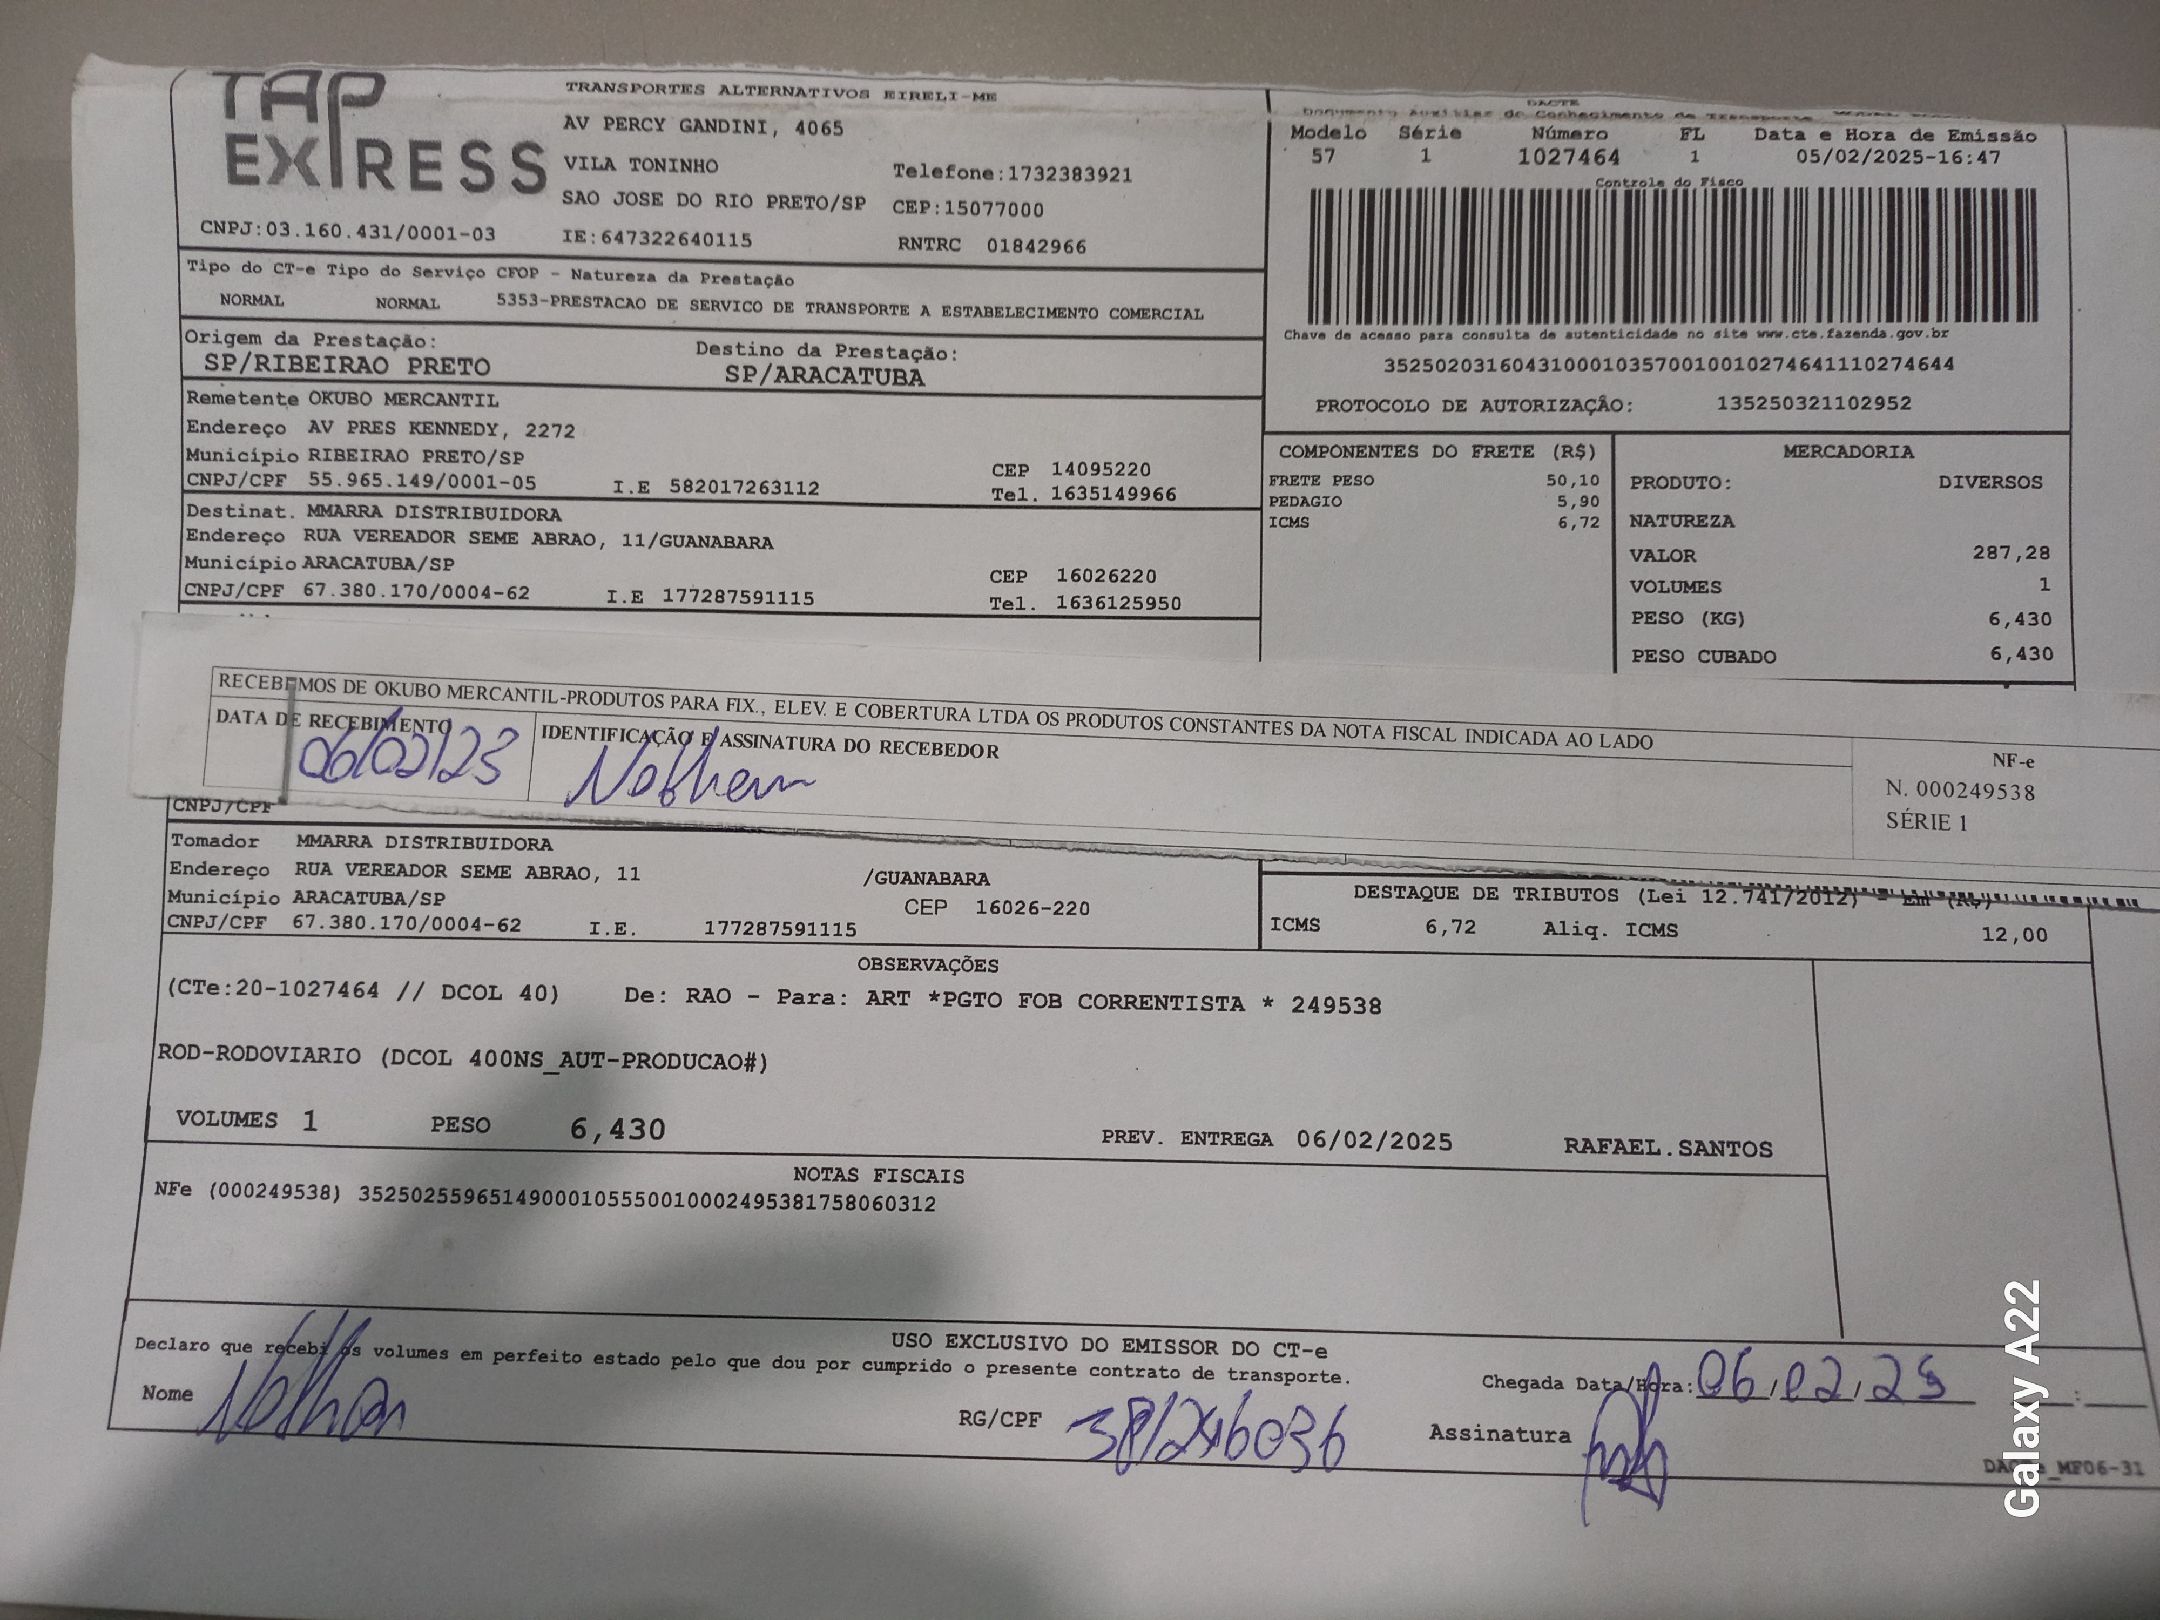 TAP EXPRESS
TRANSPORTES ALTERNATIVOS EIRELI-ME
AV PERCY GANDINI, 4065
VILA TONINHO Telefone:1732383921
SAO JOSE DO RIO PRETO/SP CEP:15077000
CNPJ:03.160.431/0001-03 IE:647322640115 RNTRC 01842966
DACTE
Documento Auxiliar do Conhecimento de Transporte
Modelo Série Número FL Data e Hora de Emissão
57 1 1027464 1 05/02/2025-16:47
Controle do Fisco
Chave de acesso para consulta de autenticidade no site www.cte.fazenda.gov.br
35250203160431000103570010010274641110274644
PROTOCOLO DE AUTORIZAÇÃO: 135250321102952
Tipo do CT-e Tipo do Serviço CFOP - Natureza da Prestação
NORMAL NORMAL 5353-PRESTACAO DE SERVICO DE TRANSPORTE A ESTABELECIMENTO COMERCIAL
Origem da Prestação: Destino da Prestação:
SP/RIBEIRAO PRETO SP/ARACATUBA
Remetente OKUBO MERCANTIL
Endereço AV PRES KENNEDY, 2272
Município RIBEIRAO PRETO/SP CEP 14095220
CNPJ/CPF 55.965.149/0001-05 I.E 582017263112 Tel. 1635149966
Destinat. MMARRA DISTRIBUIDORA
Endereço RUA VEREADOR SEME ABRAO, 11/GUANABARA
Município ARACATUBA/SP CEP 16026220
CNPJ/CPF 67.380.170/0004-62 I.E 177287591115 Tel. 1636125950
COMPONENTES DO FRETE (R$)
FRETE PESO 50,10
PEDAGIO 5,90
ICMS 6,72
MERCADORIA
PRODUTO: DIVERSOS
NATUREZA
VALOR 287,28
VOLUMES 1
PESO (KG) 6,430
PESO CUBADO 6,430
RECEBEMOS DE OKUBO MERCANTIL-PRODUTOS PARA FIX., ELEV. E COBERTURA LTDA OS PRODUTOS CONSTANTES DA NOTA FISCAL INDICADA AO LADO
DATA DE RECEBIMENTO IDENTIFICAÇÃO E ASSINATURA DO RECEBEDOR
06/02/23 Nathan
NF-e
N. 000249538
SÉRIE 1
CNPJ/CPF
Tomador MMARRA DISTRIBUIDORA
Endereço RUA VEREADOR SEME ABRAO, 11 /GUANABARA
Município ARACATUBA/SP CEP 16026-220
CNPJ/CPF 67.380.170/0004-62 I.E. 177287591115
DESTAQUE DE TRIBUTOS (Lei 12.741/2012) - Em (R$)
ICMS 6,72 Aliq. ICMS 12,00
OBSERVAÇÕES
(CTe:20-1027464 // DCOL 40) De: RAO - Para: ART *PGTO FOB CORRENTISTA * 249538
ROD-RODOVIARIO (DCOL 400NS_AUT-PRODUCAO#)
VOLUMES 1 PESO 6,430 PREV. ENTREGA 06/02/2025 RAFAEL.SANTOS
NOTAS FISCAIS
NFe (000249538) 35250255965149000105550010002495381758060312
USO EXCLUSIVO DO EMISSOR DO CT-e
Declaro que recebi os volumes em perfeito estado pelo que dou por cumprido o presente contrato de transporte.
Nome Nathan RG/CPF 381246036 Chegada Data/Hora: 06,02,25 :
Assinatura
Galaxy A22